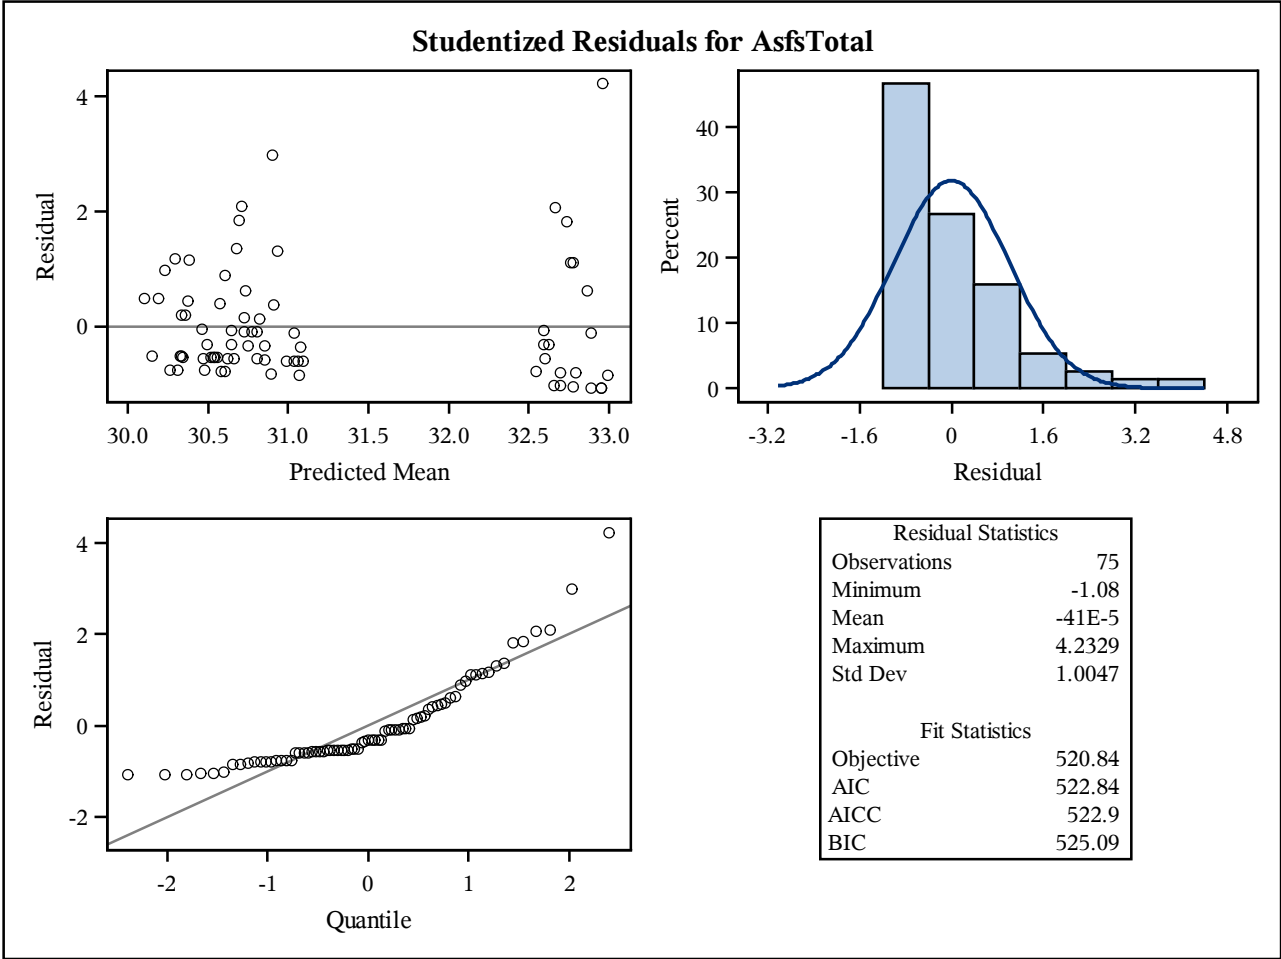 Studentized Residuals for AsfsTotal
4
2
0
Residual
30.0 30.5 31.0 31.5 32.0 32.5 33.0
Predicted Mean
40
30
20
10
0
Percent
-3.2 -1.6 0 1.6 3.2 4.8
Residual
4
2
0
-2
Residual
-2 -1 0 1 2
Quantile
Residual Statistics
Observations 75
Minimum -1.08
Mean -41E-5
Maximum 4.2329
Std Dev 1.0047
Fit Statistics
Objective 520.84
AIC 522.84
AICC 522.9
BIC 525.09